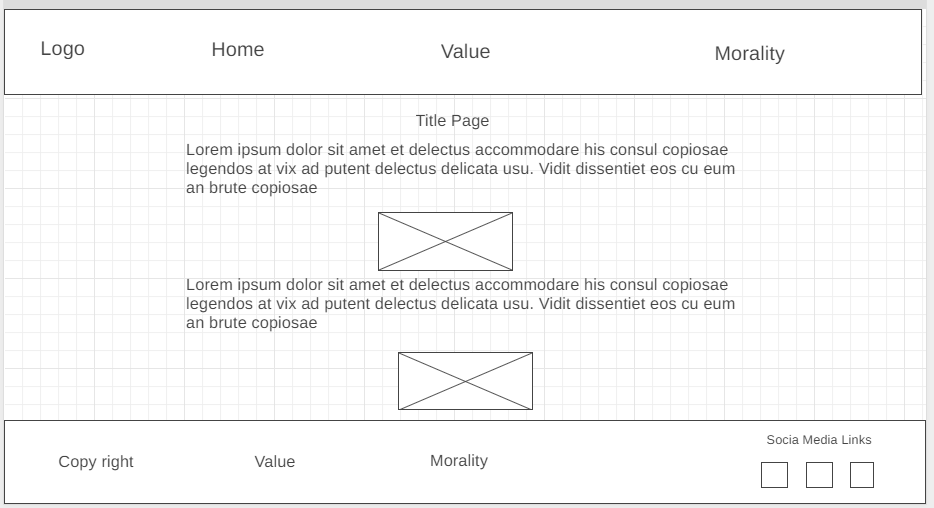 Logo Home Value Morality
Title Page
Lorem ipsum dolor sit amet et delectus accommodare his consul copiosae
legendos at vix ad putent delectus delicata usu. Vidit dissentiet eos cu eum
an brute copiosae
Lorem ipsum dolor sit amet et delectus accommodare his consul copiosae
legendos at vix ad putent delectus delicata usu. Vidit dissentiet eos cu eum
an brute copiosae
Socia Media Links
Copy right Value Morality